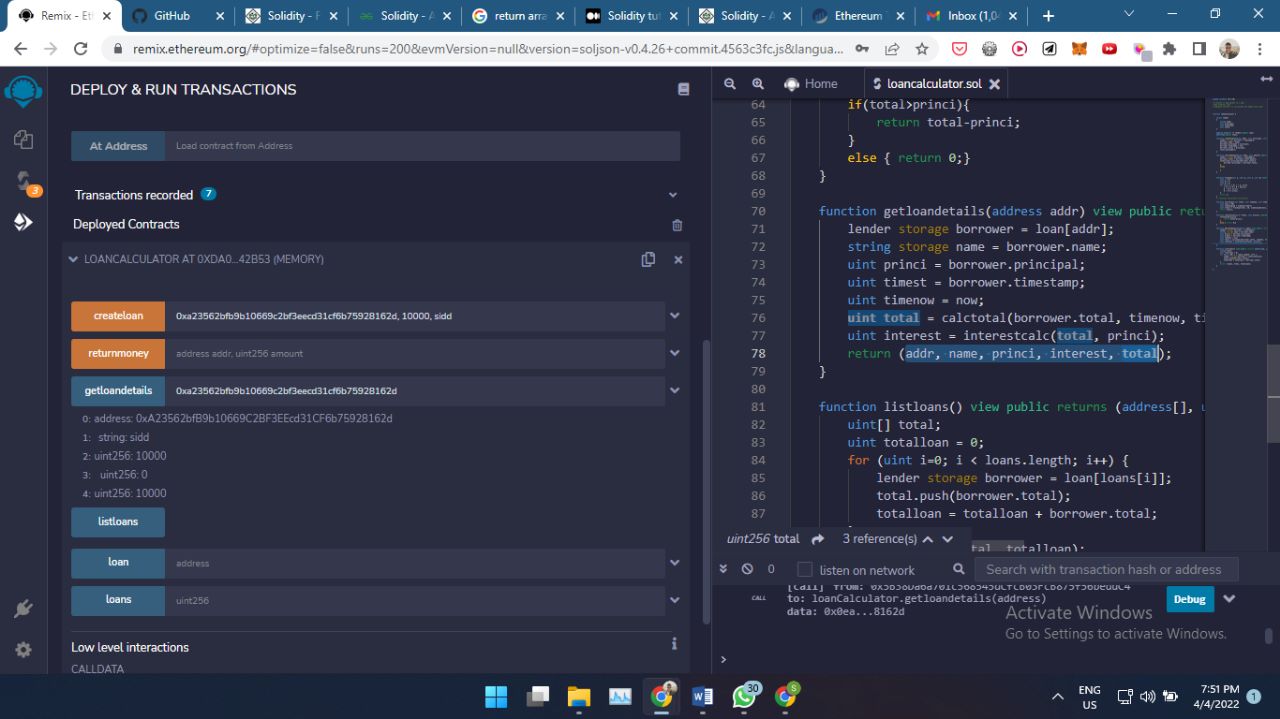 Remix - Et
GitHub
Solidity - F
Solidity - A
return arra
Solidity tut
Solidity - A
Ethereum
Inbox (1,04
remix.ethereum.org/#optimize=false&runs=200&evmVersion=null&version=soljson-v0.4.26+commit.4563c3fc.js&langua...
DEPLOY & RUN TRANSACTIONS
At Address Load contract from Address
Transactions recorded 7
Deployed Contracts
LOANCALCULATOR AT 0XDA0...42B53 (MEMORY)
createloan 0xa23562bfb9b10669c2bf3eecd31cf6b75928162d, 10000, sidd
returnmoney address addr, uint256 amount
getloandetails 0xa23562bfb9b10669c2bf3eecd31cf6b75928162d
0: address: 0xA23562bfB9b10669C2BF3EEcd31CF6b75928162d
1: string: sidd
2: uint256: 10000
3: uint256: 0
4: uint256: 10000
listloans
loan address
loans uint256
Low level interactions
CALLDATA
3
Home
loancalculator.sol
64 if(total>princi){
65 return total-princi;
66 }
67 else { return 0;}
68 }
69
70 function getloandetails(address addr) view public retu
71 lender storage borrower = loan[addr];
72 string storage name = borrower.name;
73 uint princi = borrower.principal;
74 uint timest = borrower.timestamp;
75 uint timenow = now;
76 uint total = calctotal(borrower.total, timenow, ti
77 uint interest = interestcalc(total, princi);
78 return (addr, name, princi, interest, total);
79 }
80
81 function listloans() view public returns (address[], u
82 uint[] total;
83 uint totalloan = 0;
84 for (uint i=0; i < loans.length; i++) {
85 lender storage borrower = loan[loans[i]];
86 total.push(borrower.total);
87 totalloan = totalloan + borrower.total;
uint256 total 3 reference(s)
total, totalloan);
0 listen on network Search with transaction hash or address
CALL [call] from: 0x5B38Da6a701c568545dCfcB03FcB875f56beddC4
to: loanCalculator.getloandetails(address)
data: 0x0ea...8162d
Debug
Activate Windows
Go to Settings to activate Windows.
>
30
S
ENG
US
7:51 PM
4/4/2022
1